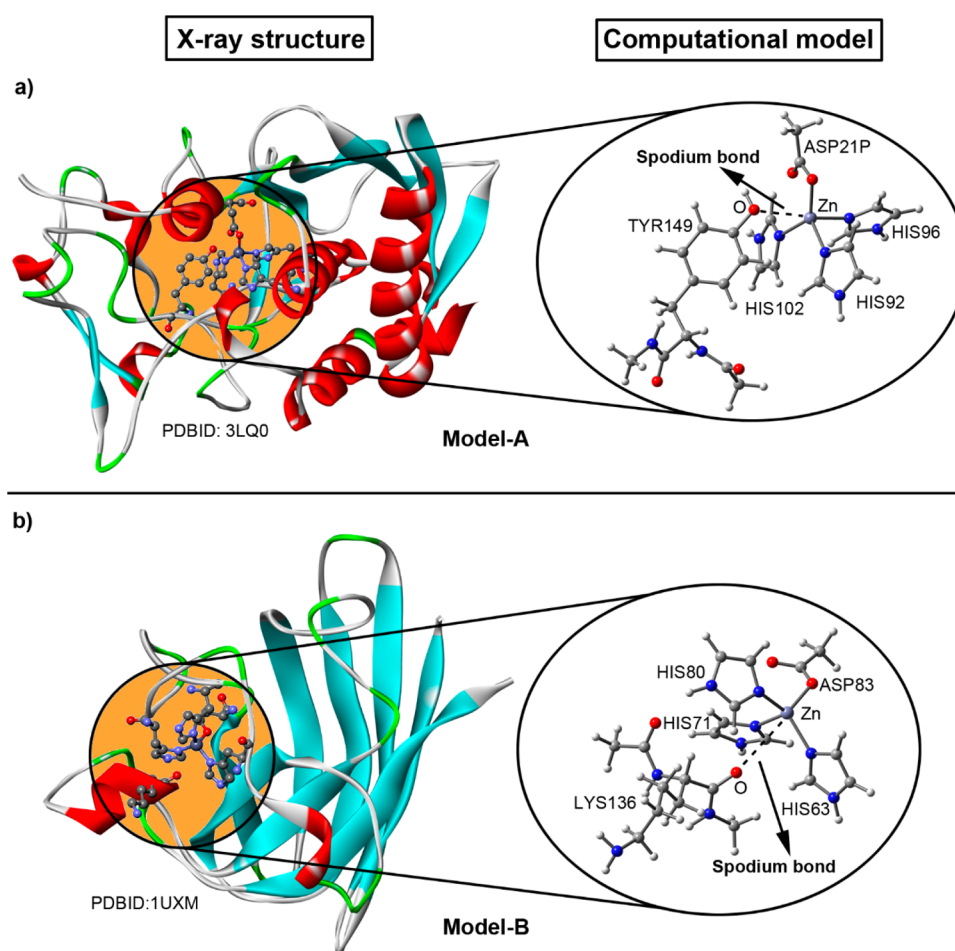 X-ray structure
Computational model
a)
ASP21P
Spodium bond
O
Zn
TYR149
HIS96
HIS102
HIS92
PDBID: 3LQ0
Model-A
b)
HIS80
ASP83
HIS71
Zn
O
LYS136
HIS63
Spodium bond
PDBID:1UXM
Model-B